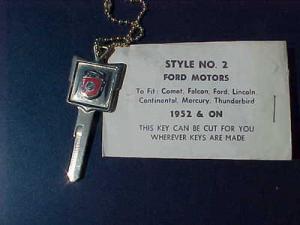 STYLE NO. 2
FORD MOTORS
To Fit: Comet, Falcon, Ford, Lincoln,
Continental, Mercury, Thunderbird
1952 & ON
THIS KEY CAN BE CUT FOR YOU
WHEREVER KEYS ARE MADE